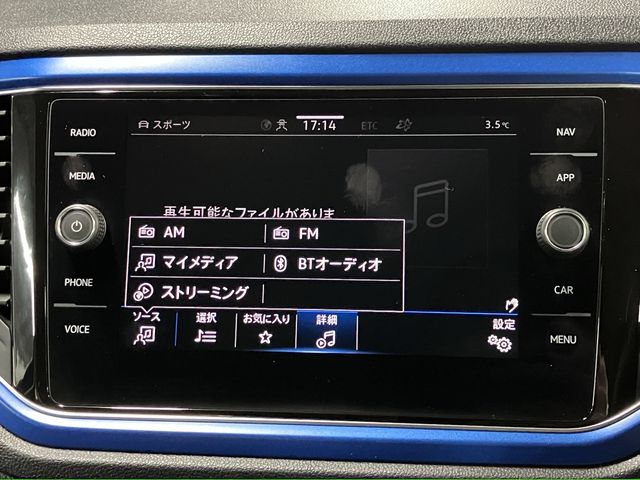 RADIO
MEDIA
PHONE
VOICE
スポーツ
17:14
ETC
3.5℃
再生可能なファイルがありま
AM
FM
マイメディア
BTオーディオ
ストリーミング
ソース
選択
お気に入り
詳細
設定
NAV
APP
CAR
MENU